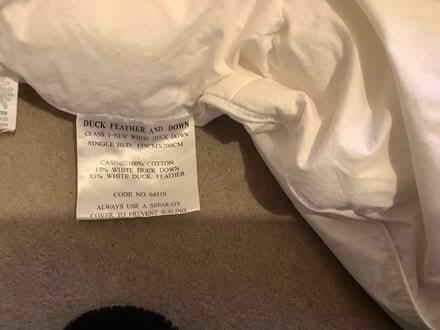 DUCK FEATHER AND DOWN
CLASS 1-NEW WHITE DUCK DOWN
SINGLE BED: 135CMX200CM
CASING:100% COTTON
15% WHITE DUCK DOWN
85% WHITE DUCK FEATHER
CODE NO. 04518
ALWAYS USE A SEPARATE
COVER TO PREVENT SOILING